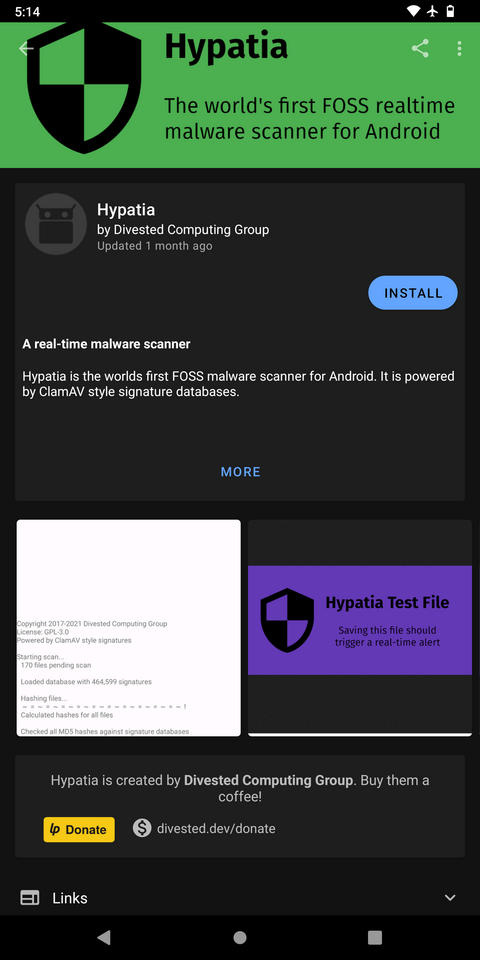 5:14
Hypatia
The world's first FOSS realtime
malware scanner for Android
Hypatia
by Divested Computing Group
Updated 1 month ago
INSTALL
A real-time malware scanner
Hypatia is the worlds first FOSS malware scanner for Android. It is powered
by ClamAV style signature databases.
MORE
Copyright 2017-2021 Divested Computing Group
License: GPL-3.0
Powered by ClamAV style signatures
Starting scan...
170 files pending scan
Loaded database with 464,599 signatures
Hashing files...
~ = ~ = ~ = ~ = ~ = ~ = ~ = ~ = ~ = ~ !
Calculated hashes for all files
Checked all MD5 hashes against signature databases
Hypatia Test File
Saving this file should
trigger a real-time alert
Hypatia is created by Divested Computing Group. Buy them a
coffee!
lp Donate
divested.dev/donate
Links